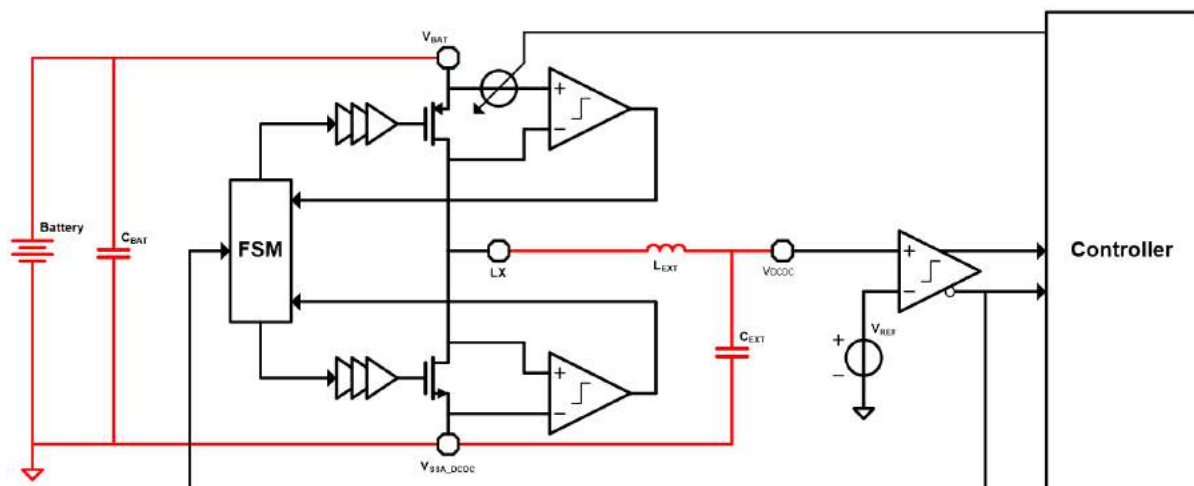 VBAT
+
−
Battery
CBAT
FSM
LX
LEXT
VDCDC
+
−
Controller
VREF
+
−
CEXT
+
−
VSSA_DCDC